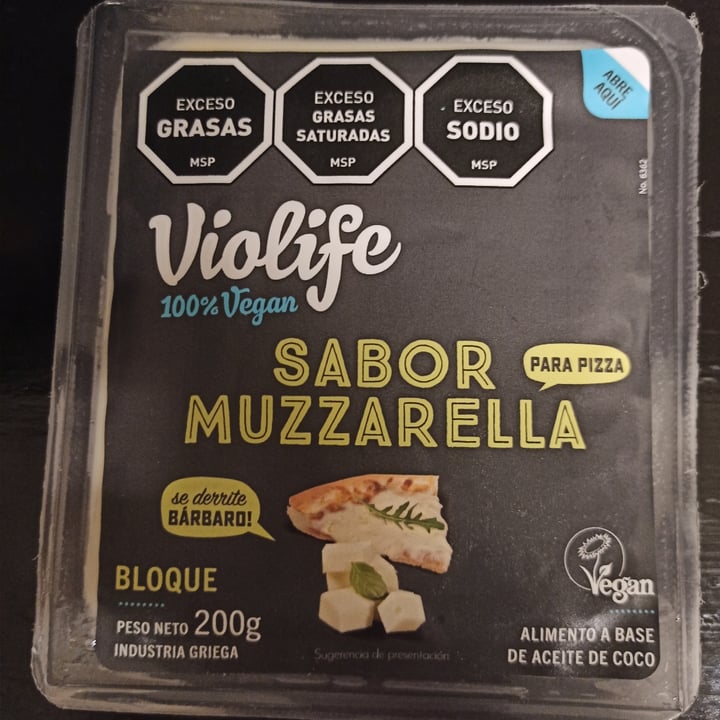 EXCESO
GRASAS
MSP
EXCESO
GRASAS
SATURADAS
MSP
EXCESO
SODIO
MSP
ABRE
AQUÍ
No. 6362
Violife
100% Vegan
SABOR
MUZZARELLA
PARA PIZZA
se derrite
BÁRBARO!
BLOQUE
PESO NETO 200g
INDUSTRIA GRIEGA
Sugerencia de presentación
Vegan
ALIMENTO A BASE
DE ACEITE DE COCO